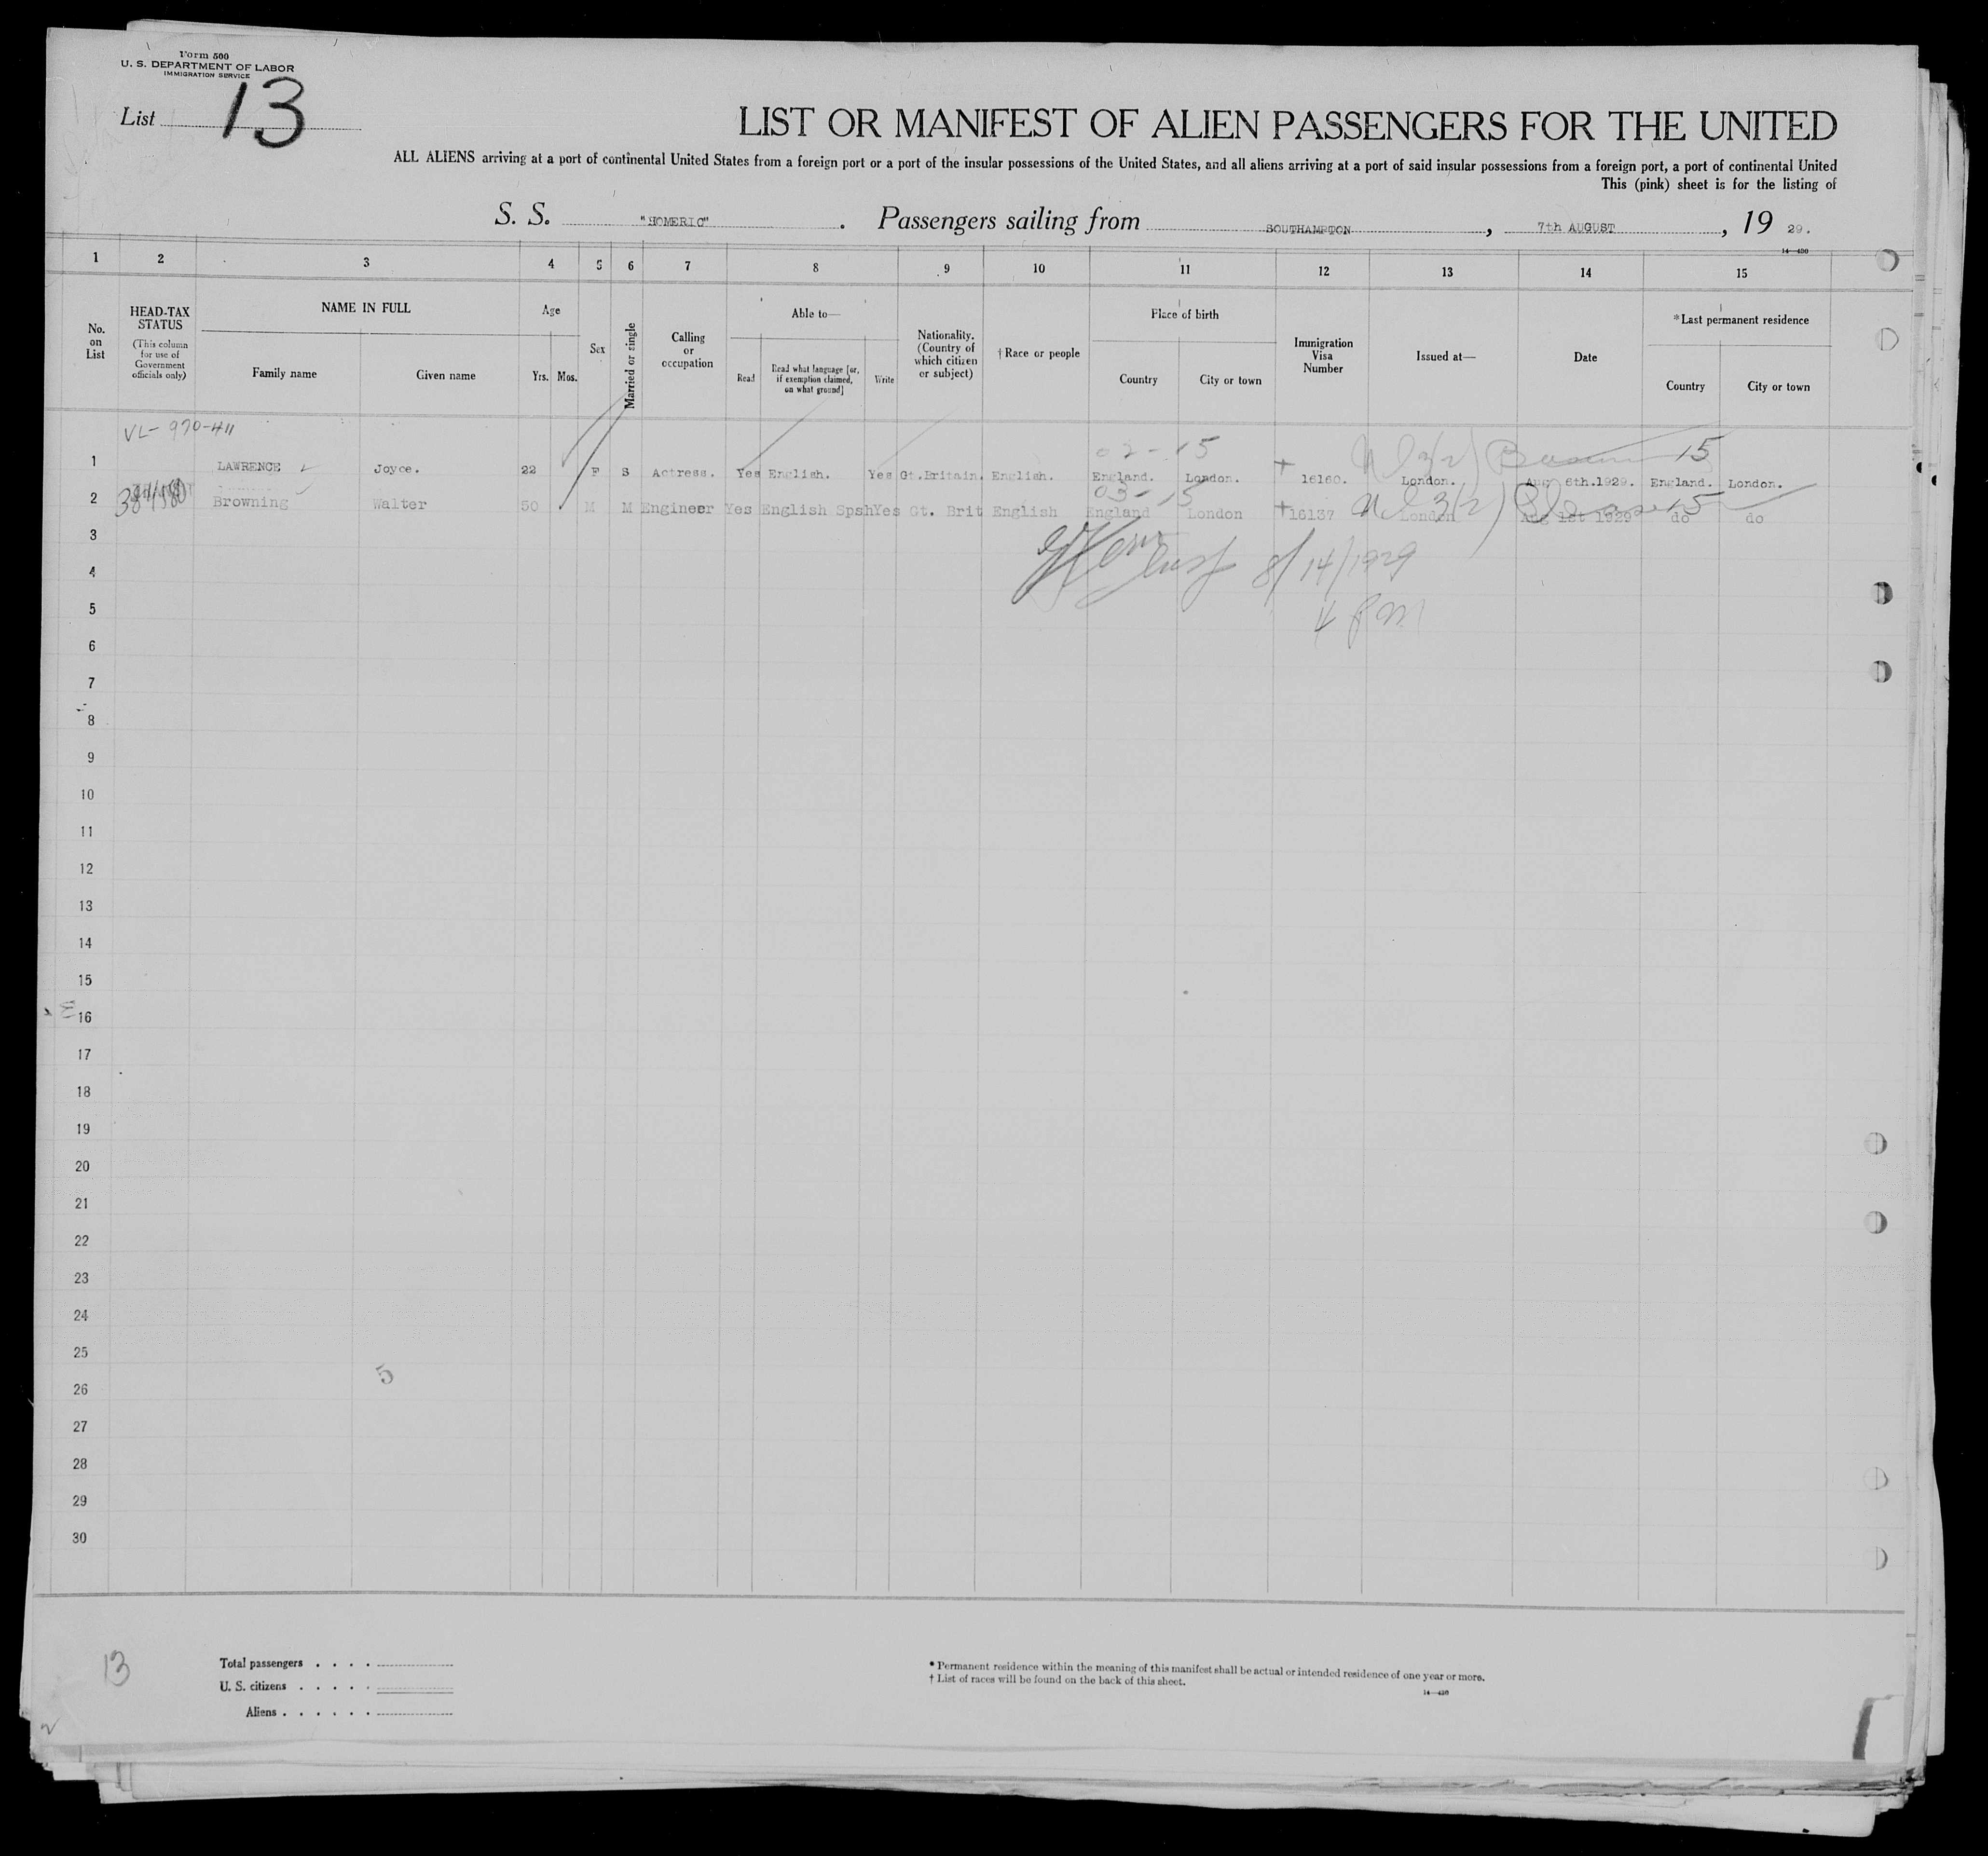 Form 500
U. S. DEPARTMENT OF LABOR
IMMIGRATION SERVICE
List 13
LIST OR MANIFEST OF ALIEN PASSENGERS FOR THE UNITED
ALL ALIENS arriving at a port of continental United States from a foreign port or a port of the insular possessions of the United States, and all aliens arriving at a port of said insular possessions from a foreign port, a port of continental United
This (pink) sheet is for the listing of
S. S. "HOMERIC". Passengers sailing from SOUTHAMPTON, 7th AUGUST, 19 29.
14—430
1 2 3 4 5 6 7 8 9 10 11 12 13 14 15
No. on List
HEAD-TAX STATUS
(This column for use of Government officials only)
NAME IN FULL
Family name
Given name
Age
Yrs. Mos.
Sex
Married or single
Calling or occupation
Able to—
Read
Read what language [or, if exemption claimed, on what ground]
Write
Nationality. (Country of which citizen or subject)
† Race or people
Place of birth
Country
City or town
Immigration Visa Number
Issued at—
Date
*Last permanent residence
Country
City or town
VL- 970-411
02-15
15
1 LAWRENCE Joyce. 22 F S Actress. Yes English. Yes Gt.Britain. English. England. London. 16160. London. Aug 6th.1929. England. London.
03-15
15
2 Browning Walter 50 M M Engineer Yes English Spsh Yes Gt. Brit English England London 16137 London Aug 1st 1929 do do
3
8/14/1929
4
4 PM
5
6
7
8
9
10
11
12
13
14
15
16
17
18
19
20
21
22
23
24
25
5
26
27
28
29
30
13
Total passengers . . . .
U. S. citizens . . . . .
Aliens . . . . . .
* Permanent residence within the meaning of this manifest shall be actual or intended residence of one year or more.
† List of races will be found on the back of this sheet.
14—430